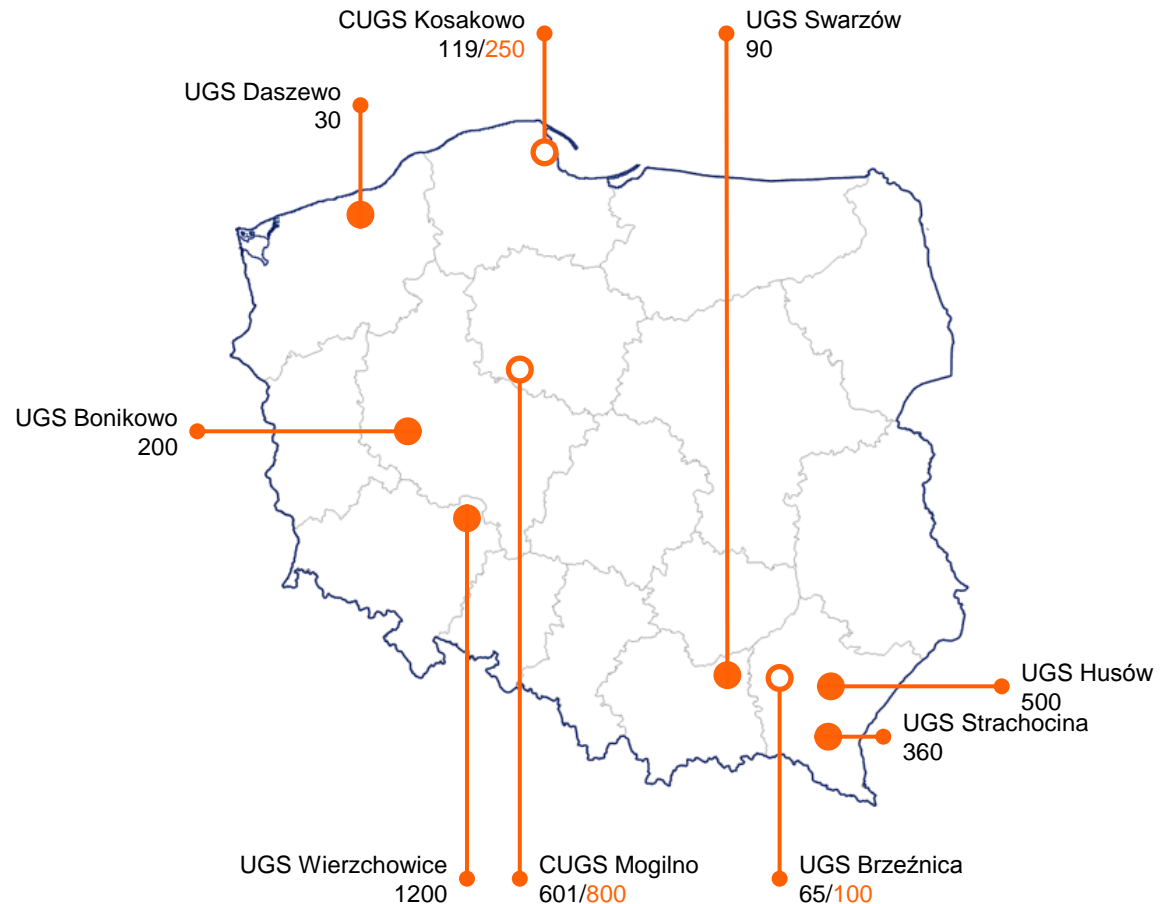 CUGS Kosakowo
119/250
UGS Swarzów
90
UGS Daszewo
30
UGS Bonikowo
200
UGS Husów
500
UGS Strachocina
360
UGS Wierzchowice
1200
CUGS Mogilno
601/800
UGS Brzeźnica
65/100